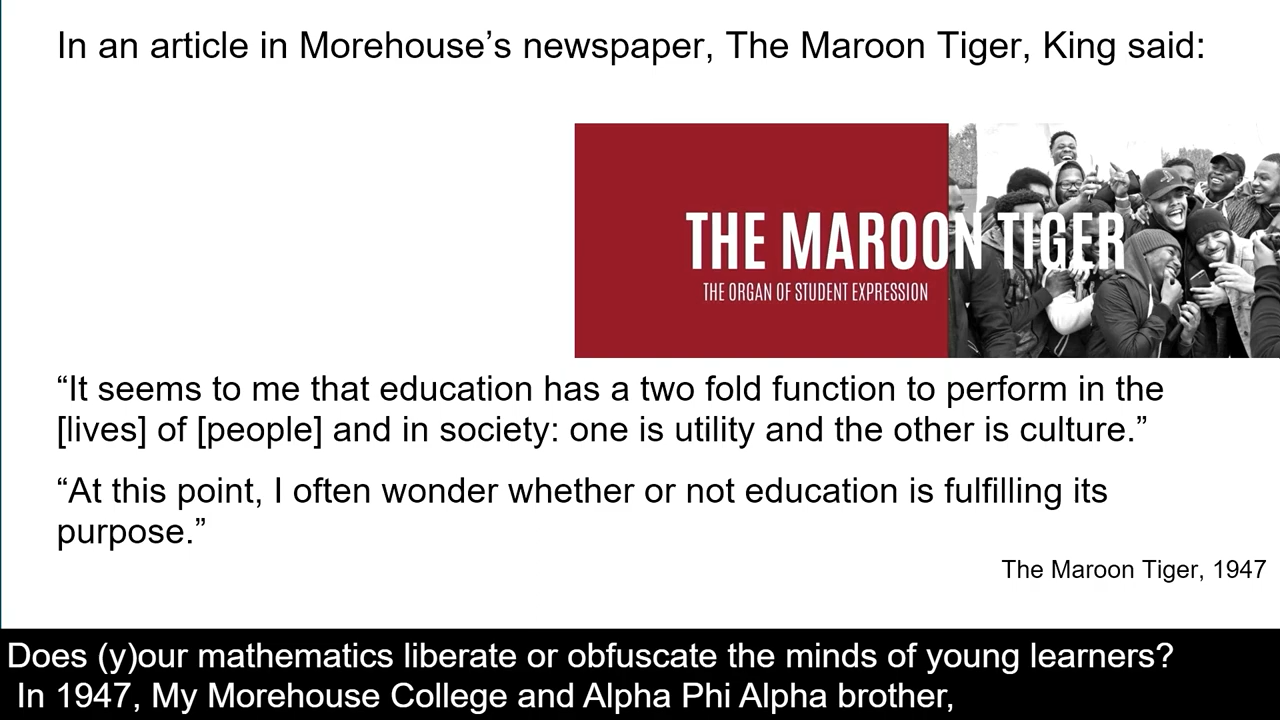 In an article in Morehouse’s newspaper, The Maroon Tiger, King said:
THE MAROON TIGER
THE ORGAN OF STUDENT EXPRESSION
“It seems to me that education has a two fold function to perform in the
[lives] of [people] and in society: one is utility and the other is culture.”
“At this point, I often wonder whether or not education is fulfilling its
purpose.”
The Maroon Tiger, 1947
Does (y)our mathematics liberate or obfuscate the minds of young learners?
In 1947, My Morehouse College and Alpha Phi Alpha brother,